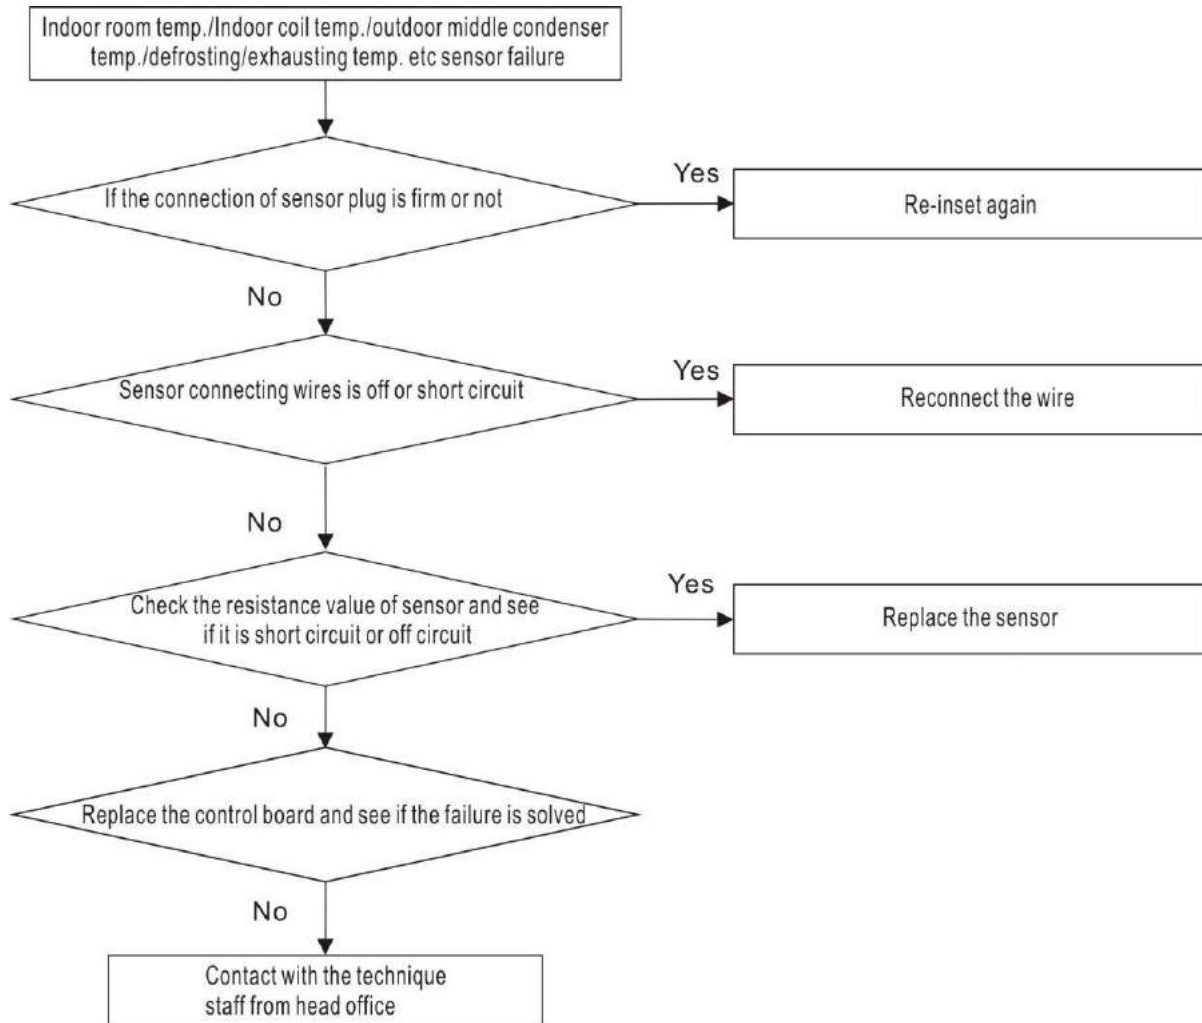 Indoor room temp./Indoor coil temp./outdoor middle condenser
temp./defrosting/exhausting temp. etc sensor failure
If the connection of sensor plug is firm or not
Yes
Re-inset again
No
Sensor connecting wires is off or short circuit
Yes
Reconnect the wire
No
Check the resistance value of sensor and see
if it is short circuit or off circuit
Yes
Replace the sensor
No
Replace the control board and see if the failure is solved
No
Contact with the technique
staff from head office